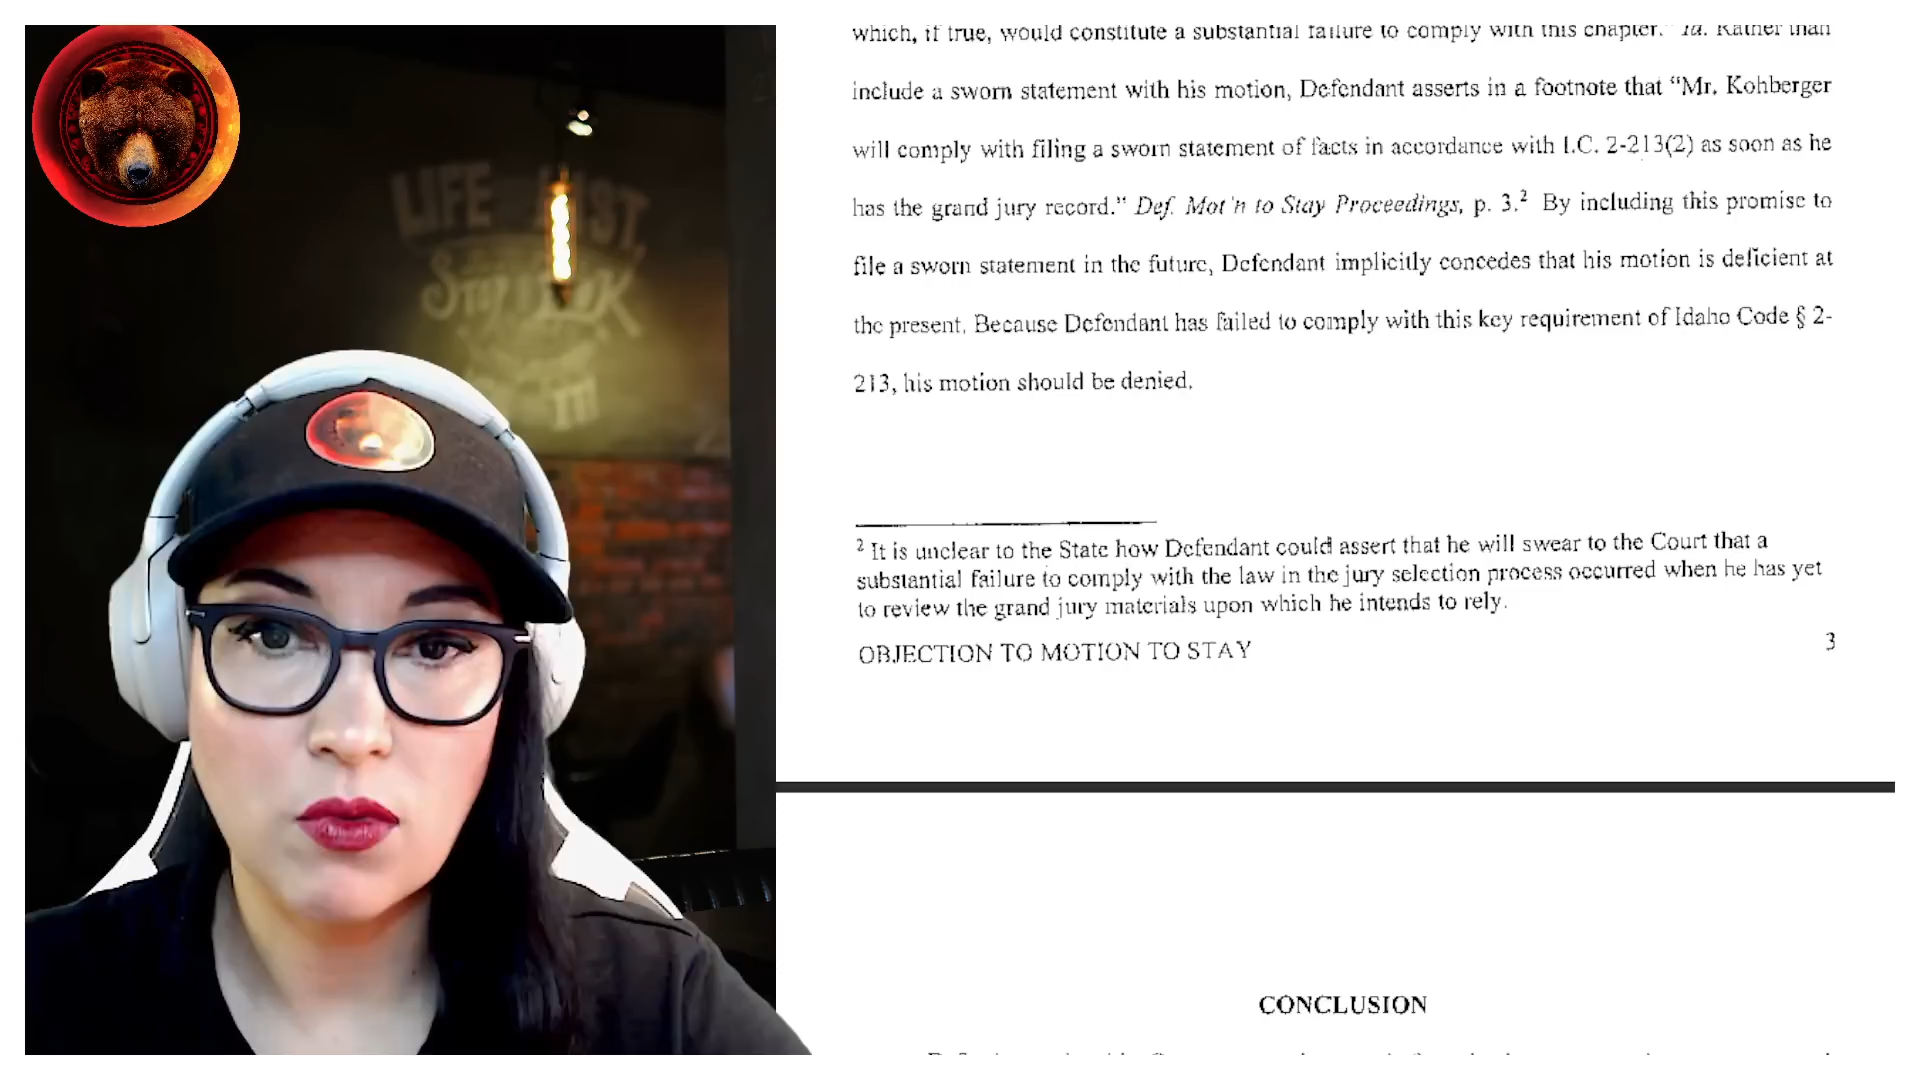 LIFE
which, if true, would constitute a substantial failure to comply with this chapter." Id. Rather than
include a sworn statement with his motion, Defendant asserts in a footnote that “Mr. Kohberger
will comply with filing a sworn statement of facts in accordance with I.C. 2-213(2) as soon as he
has the grand jury record.” Def. Mot'n to Stay Proceedings, p. 3.2 By including this promise to
file a sworn statement in the future, Defendant implicitly concedes that his motion is deficient at
the present. Because Defendant has failed to comply with this key requirement of Idaho Code § 2-
213, his motion should be denied.
2 It is unclear to the State how Defendant could assert that he will swear to the Court that a
substantial failure to comply with the law in the jury selection process occurred when he has yet
to review the grand jury materials upon which he intends to rely.
OBJECTION TO MOTION TO STAY
3
CONCLUSION